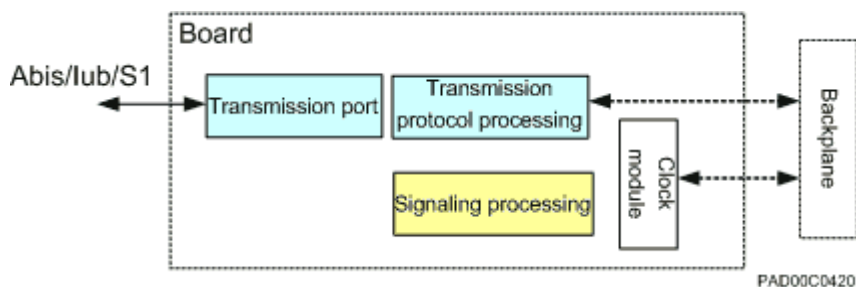 Board
Abis/Iub/S1
Transmission port
Transmission
protocol processing
Signaling processing
Clock
module
Backplane
PAD00C0420